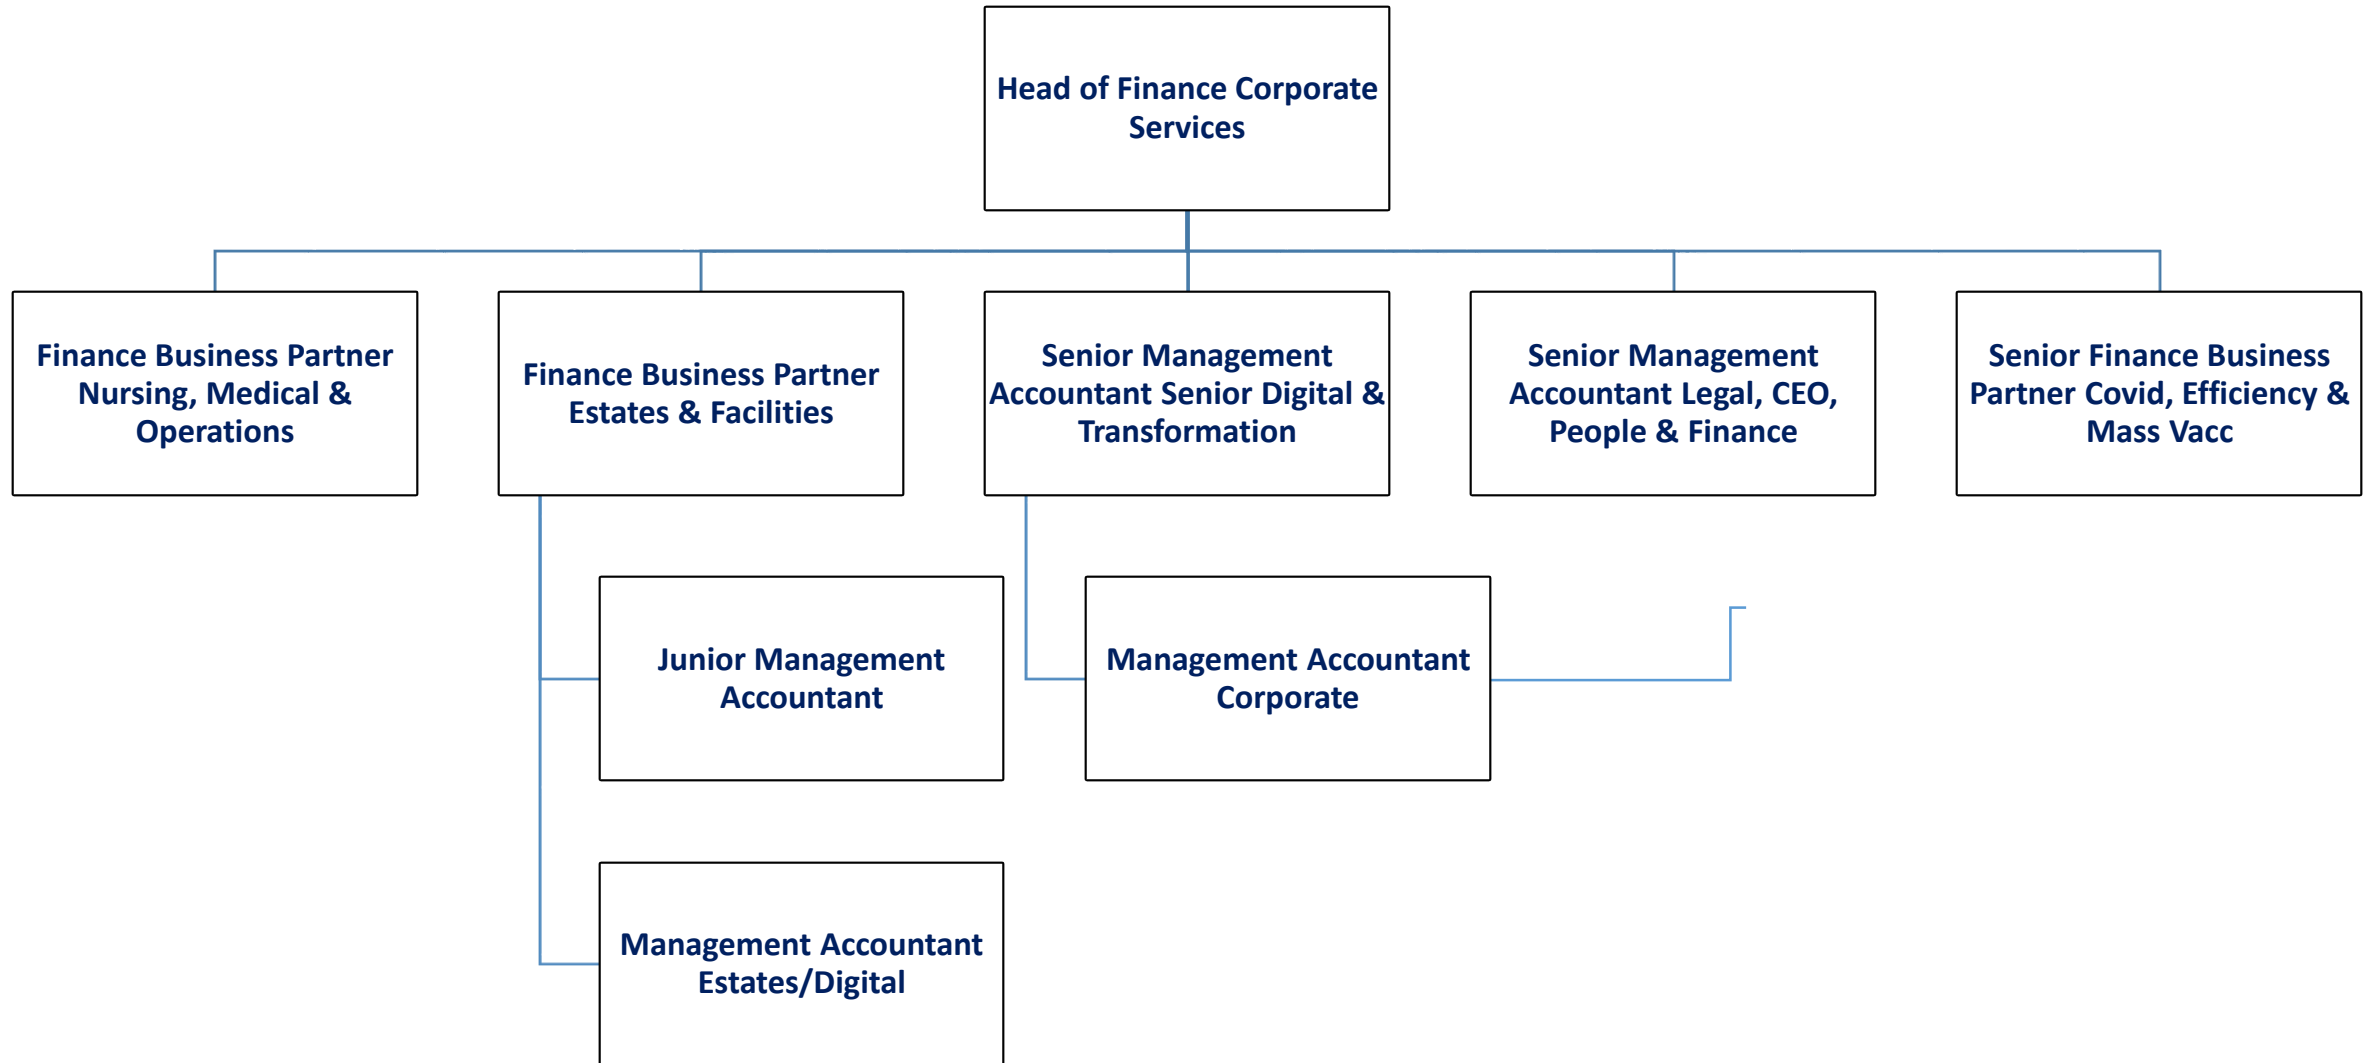 Head of Finance Corporate
Services
Finance Business Partner
Nursing, Medical &
Operations
Finance Business Partner
Estates & Facilities
Senior Management
Accountant Senior Digital &
Transformation
Senior Management
Accountant Legal, CEO,
People & Finance
Senior Finance Business
Partner Covid, Efficiency &
Mass Vacc
Junior Management
Accountant
Management Accountant
Corporate
Management Accountant
Estates/Digital